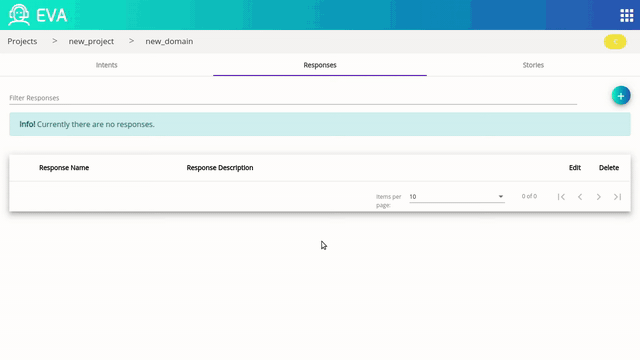 EVA
Projects > new_project > new_domain
Intents Responses Stories
Filter Responses
+
Info! Currently there are no responses.
Response Name Response Description Edit Delete
Items per page: 10 0 of 0